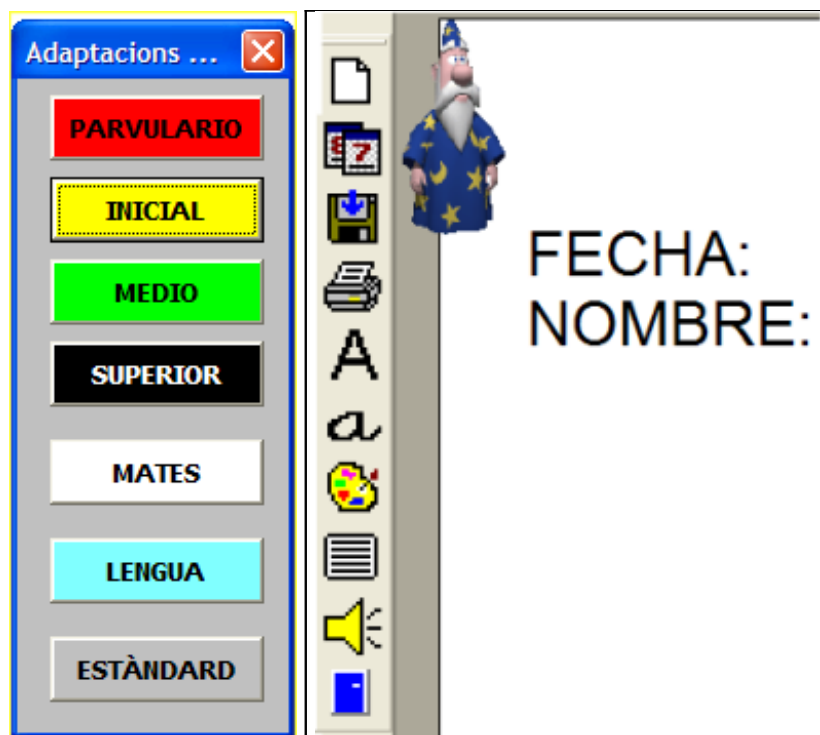 Adaptacions ...
PARVULARIO
INICIAL
MEDIO
SUPERIOR
MATES
LENGUA
ESTÀNDARD
FECHA:
NOMBRE: